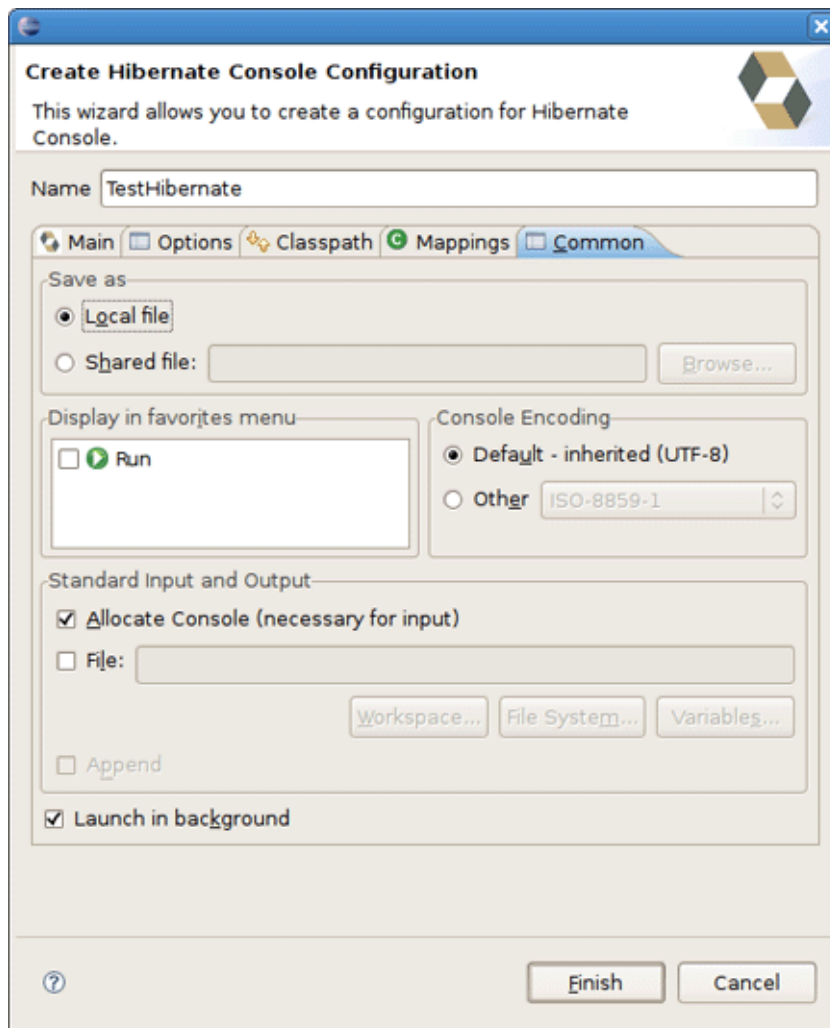 Create Hibernate Console Configuration
This wizard allows you to create a configuration for Hibernate
Console.
Name TestHibernate
Main Options Classpath Mappings Common
Save as
Local file
Shared file: Browse...
Display in favorites menu Console Encoding
Run Default - inherited (UTF-8)
Other ISO-8859-1
Standard Input and Output
Allocate Console (necessary for input)
File:
Workspace... File System... Variables...
Append
Launch in background
Finish Cancel